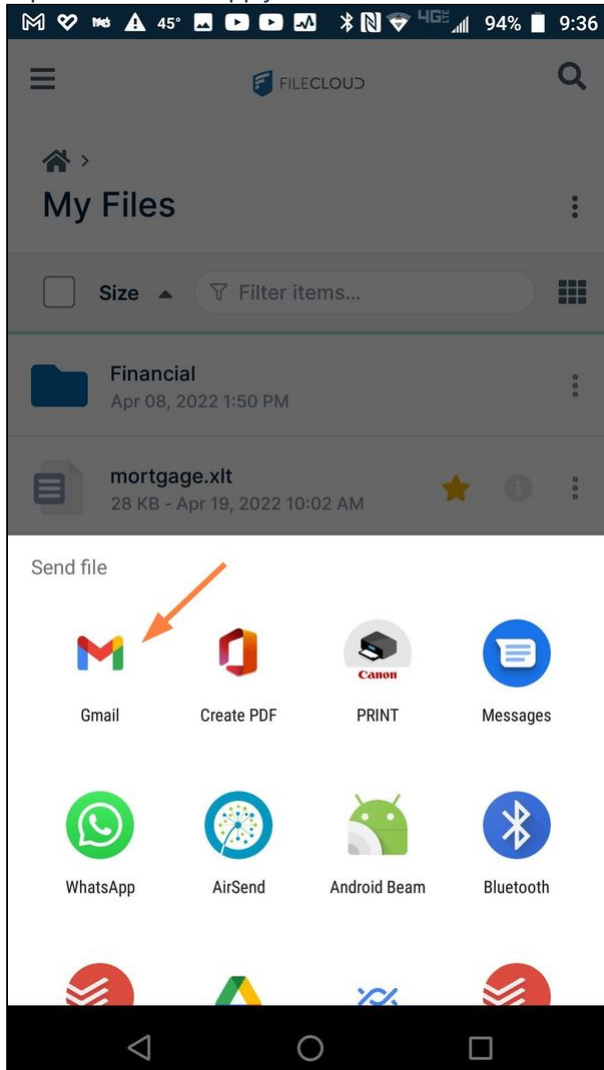 45° 4GE 94% 9:36
FILECLOUD
My Files
Size Filter items...
Financial
Apr 08, 2022 1:50 PM
mortgage.xlt
28 KB - Apr 19, 2022 10:02 AM
Send file
Canon
Gmail Create PDF PRINT Messages
WhatsApp AirSend Android Beam Bluetooth